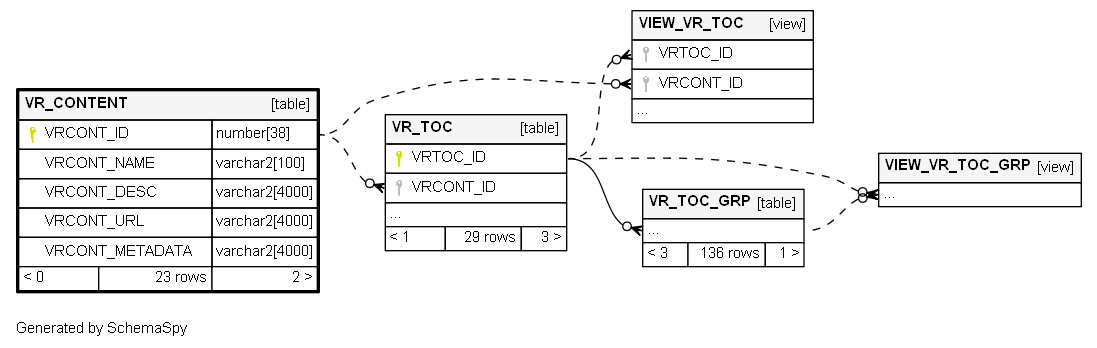 VR_CONTENT [table]
VRCONT_ID number[38]
VRCONT_NAME varchar2[100]
VRCONT_DESC varchar2[4000]
VRCONT_URL varchar2[4000]
VRCONT_METADATA varchar2[4000]
< 0 23 rows 2 >
VR_TOC [table]
VRTOC_ID
VRCONT_ID
...
< 1 29 rows 3 >
VIEW_VR_TOC [view]
VRTOC_ID
VRCONT_ID
...
VR_TOC_GRP [table]
...
< 3 136 rows 1 >
VIEW_VR_TOC_GRP [view]
...
Generated by SchemaSpy